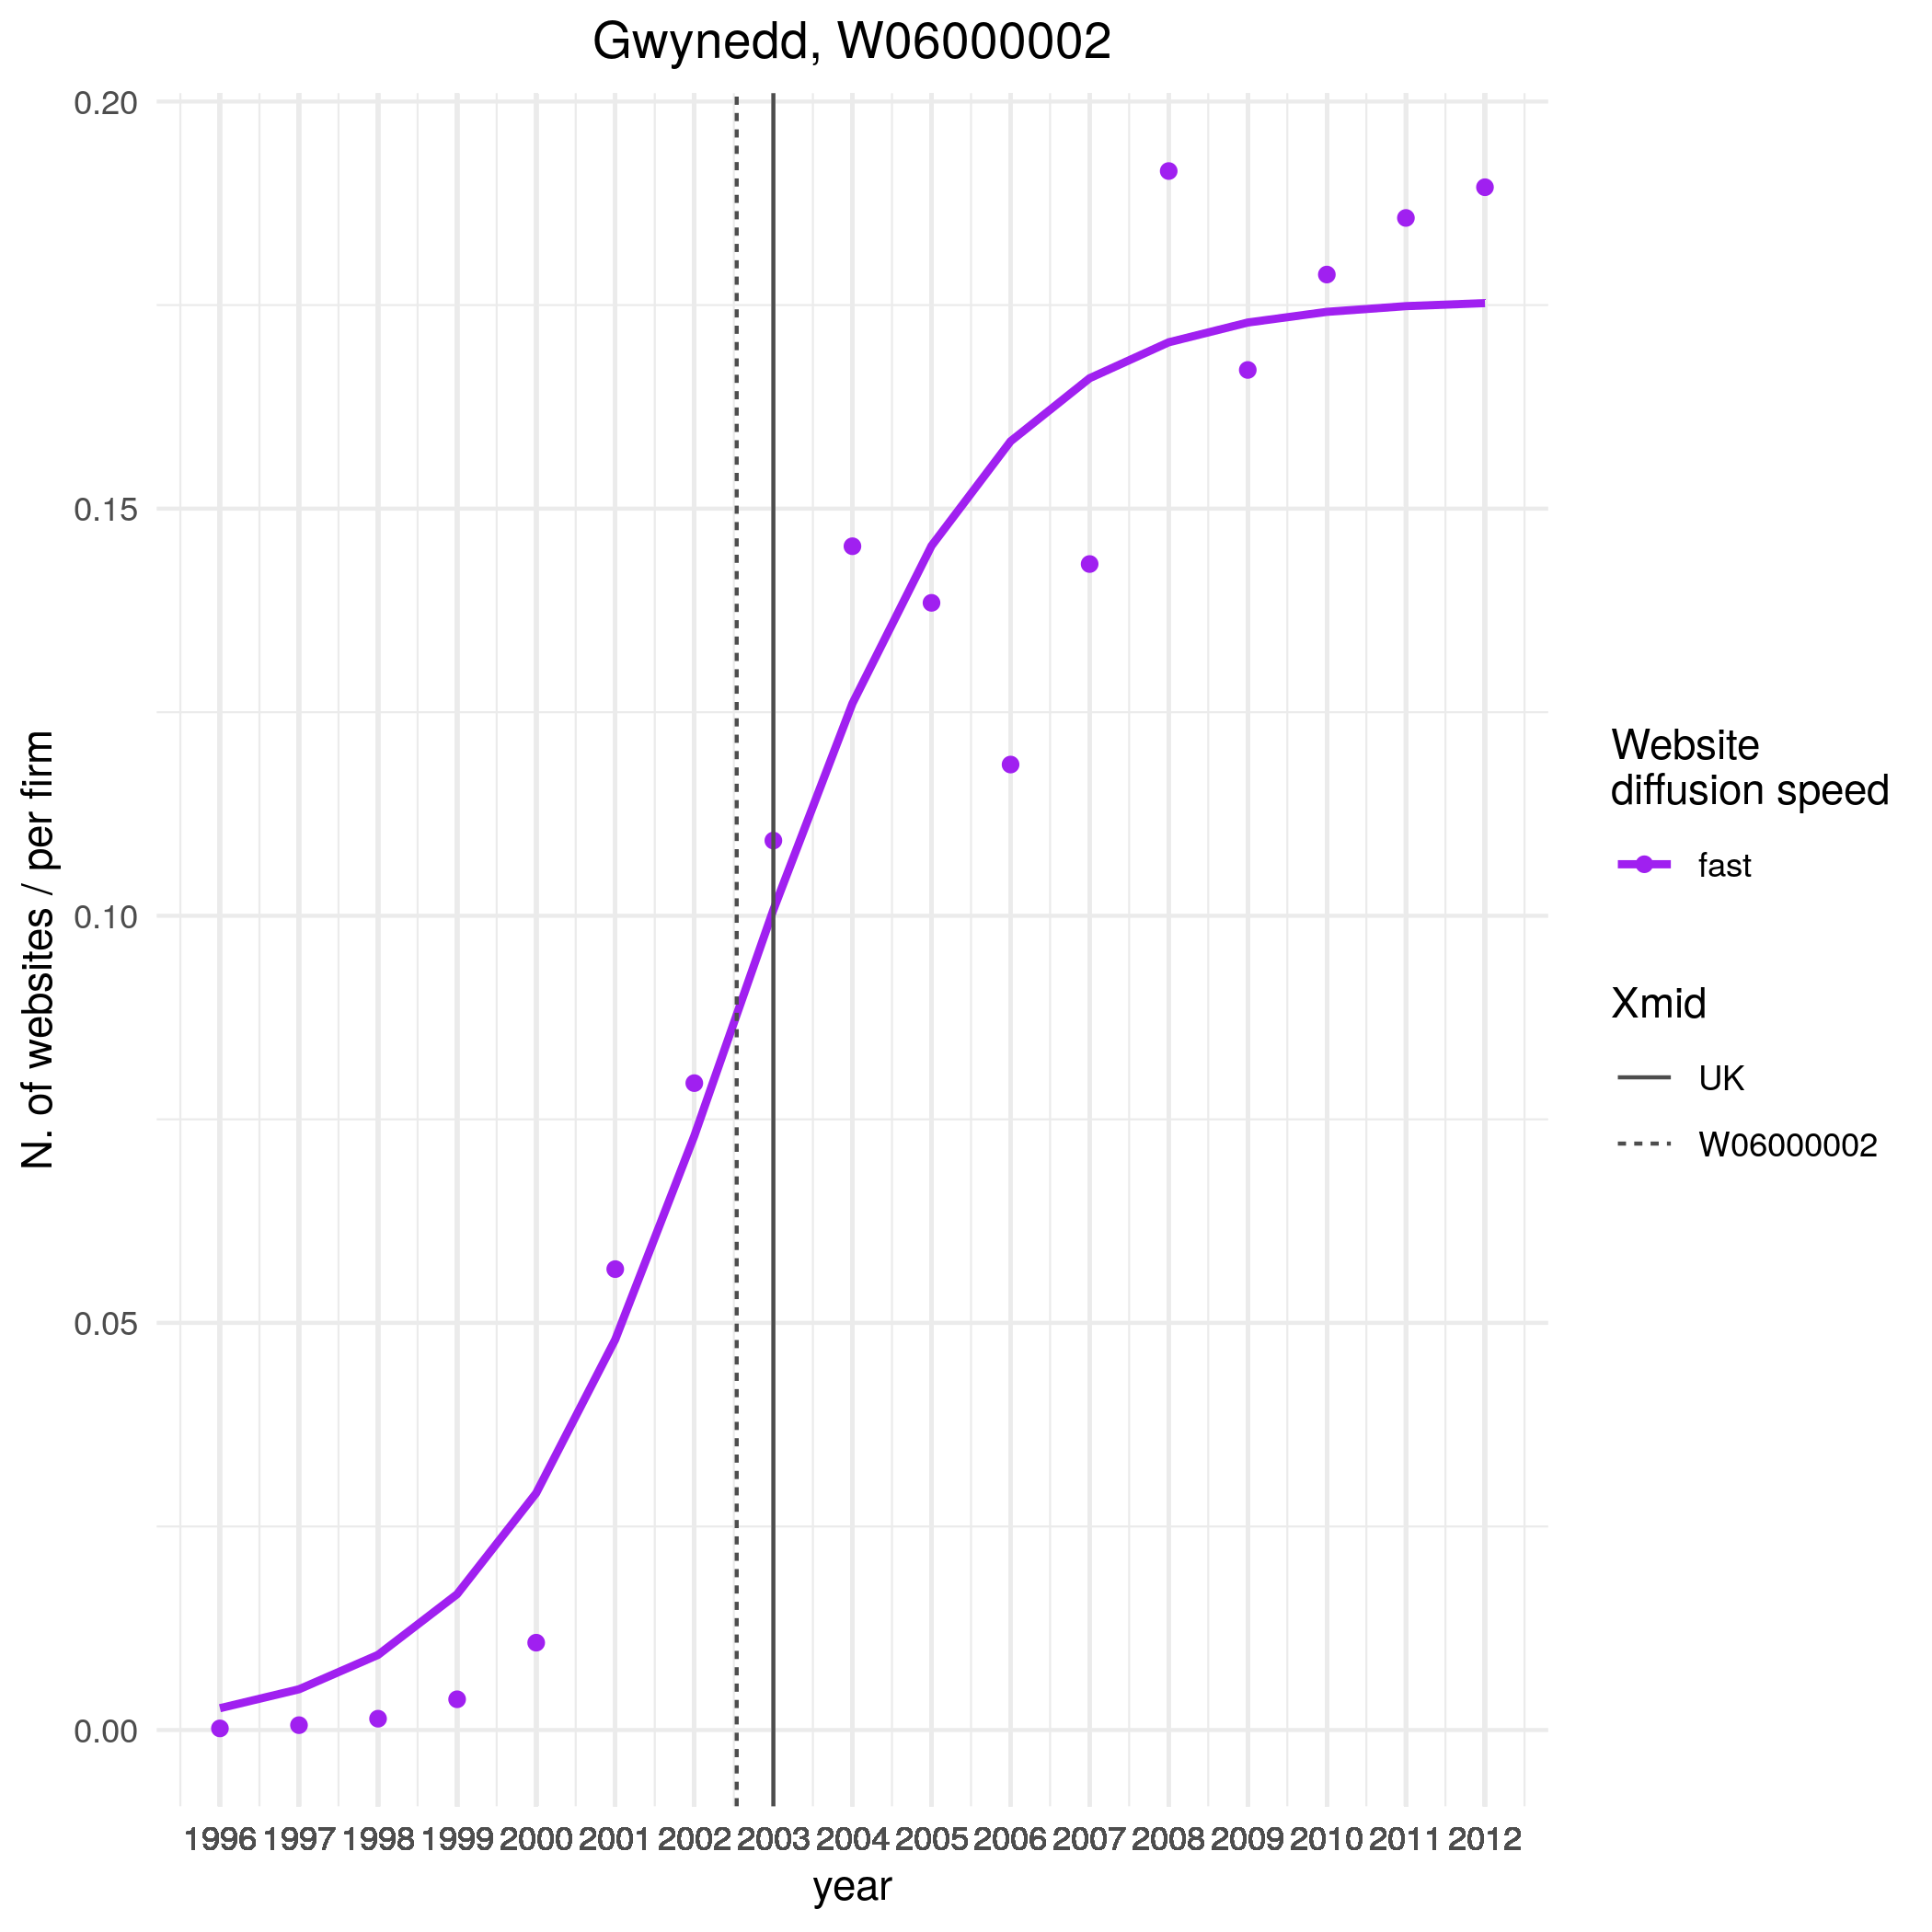 Gwynedd, W06000002
0.20
0.15
0.10
0.05
0.00
N. of websites / per firm
1996 1997 1998 1999 2000 2001 2002 2003 2004 2005 2006 2007 2008 2009 2010 2011 2012
year
Website
diffusion speed
fast
Xmid
UK
W06000002